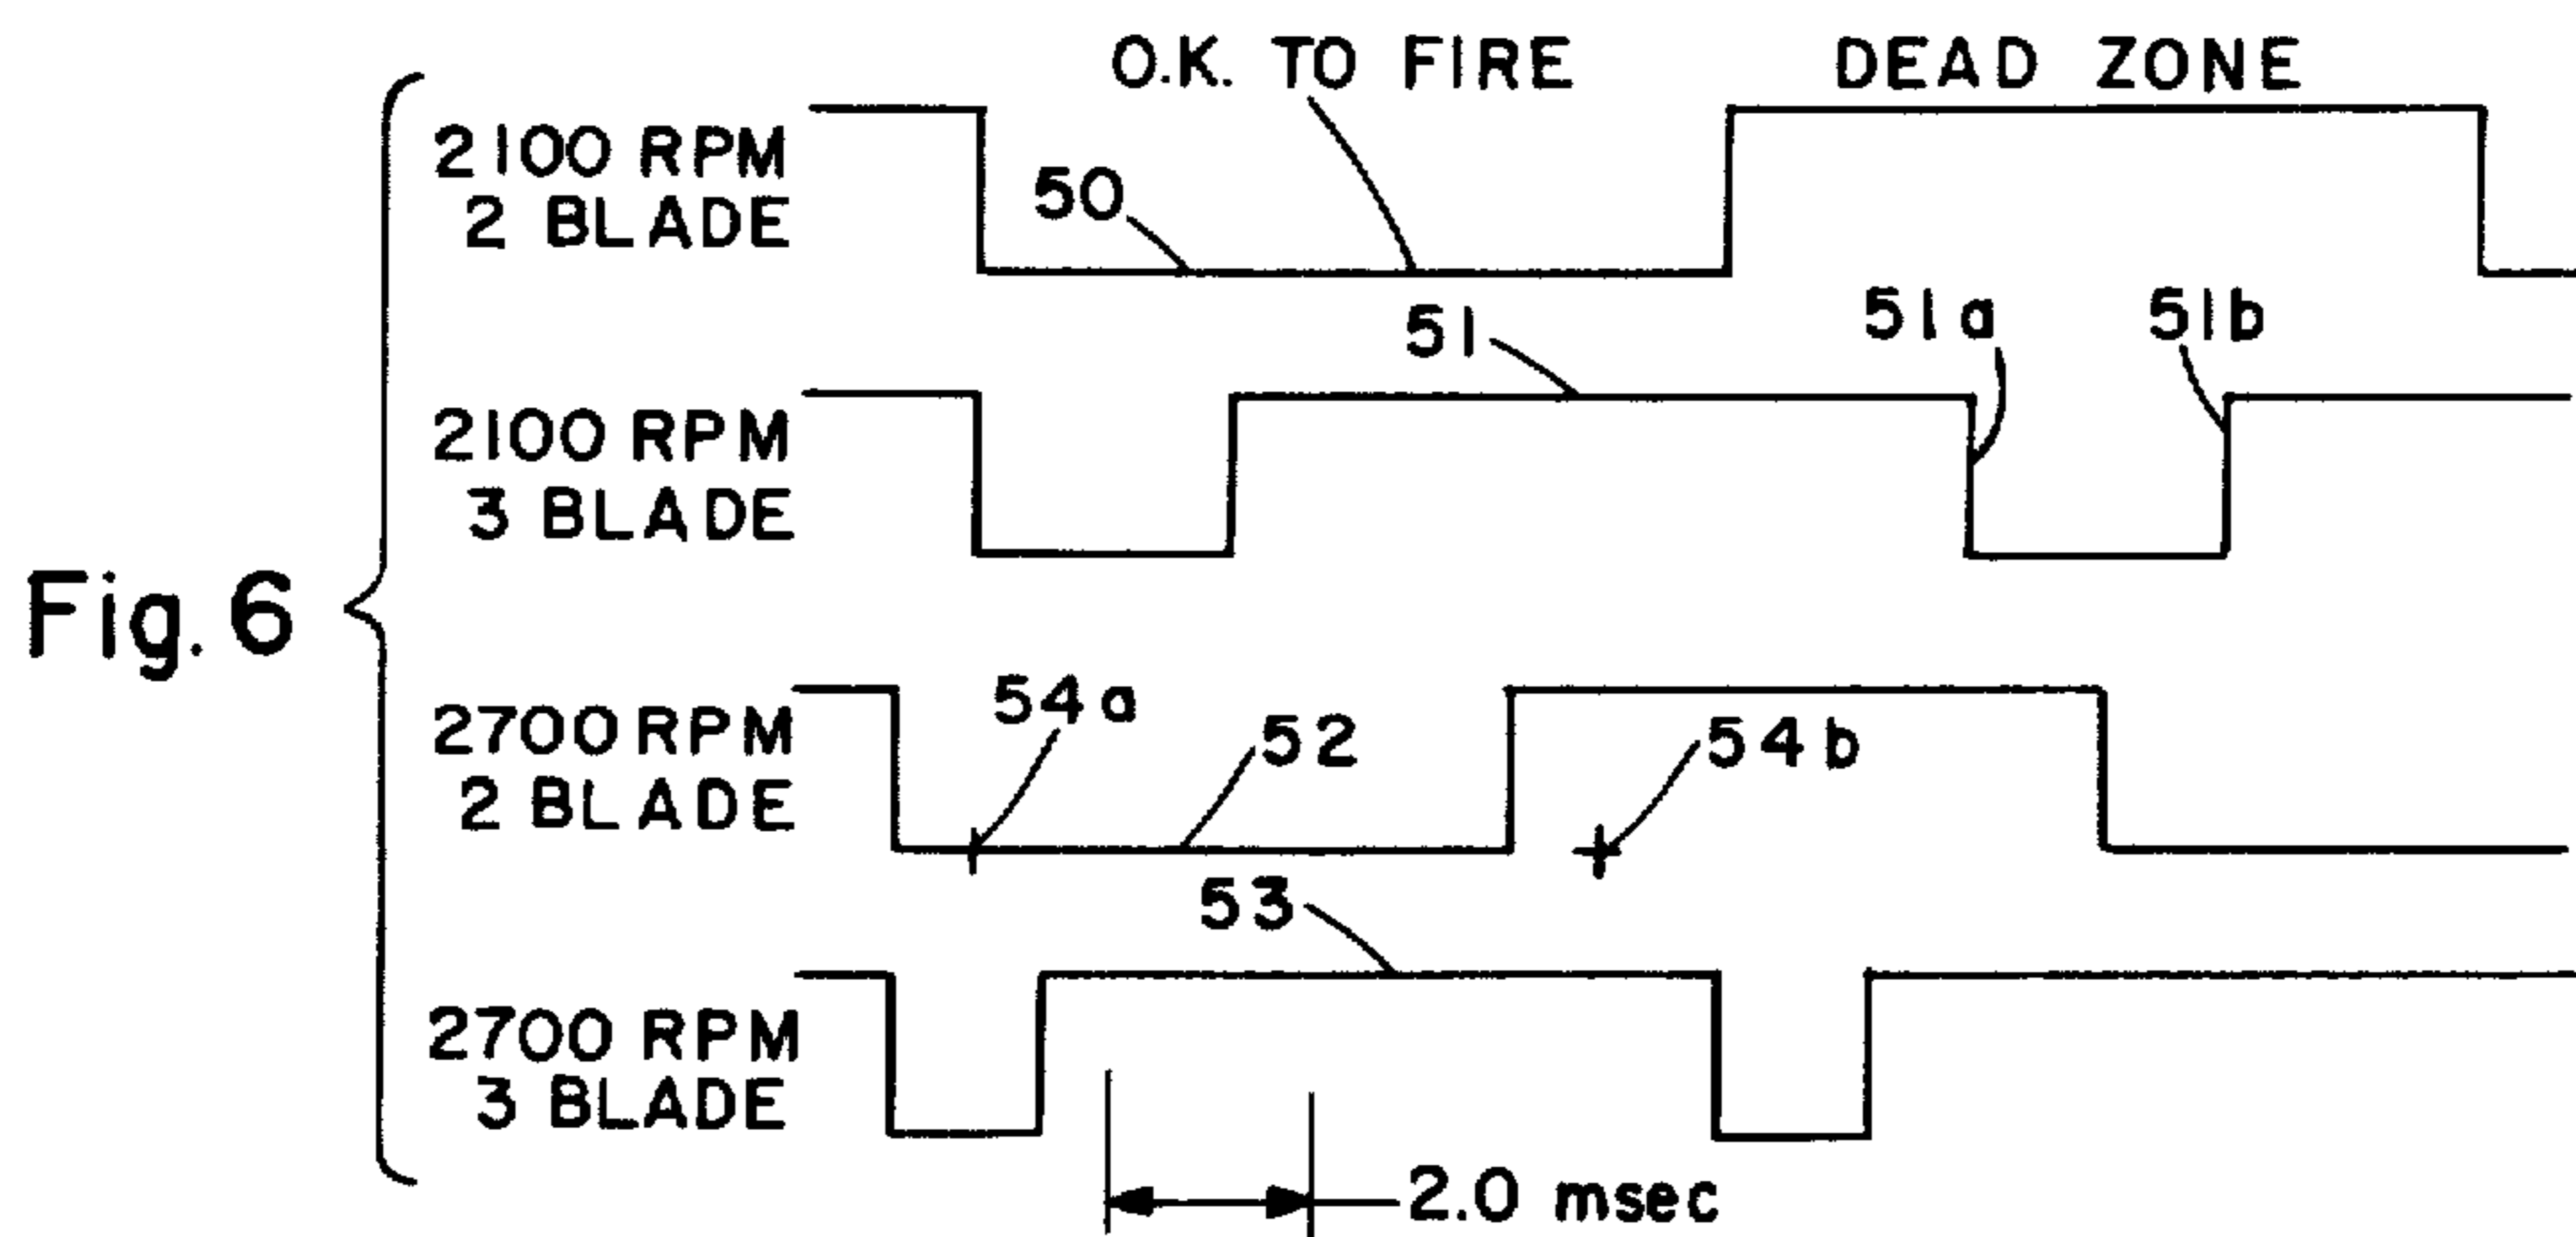 O.K. TO FIRE
DEAD ZONE
2100 RPM
2 BLADE
50
51
51a
51b
2100 RPM
3 BLADE
Fig. 6
54a
52
54b
2700 RPM
2 BLADE
53
2700 RPM
3 BLADE
2.0 msec